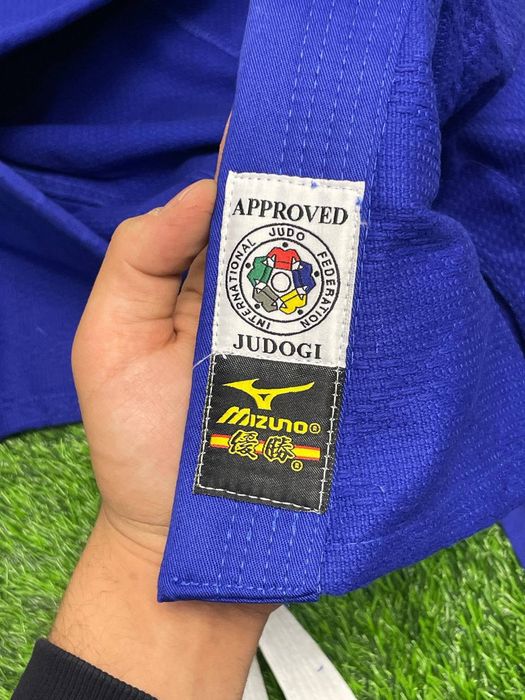 APPROVED
INTERNATIONAL JUDO FEDERATION
JUDOGI
MIZUNO®
優勝®